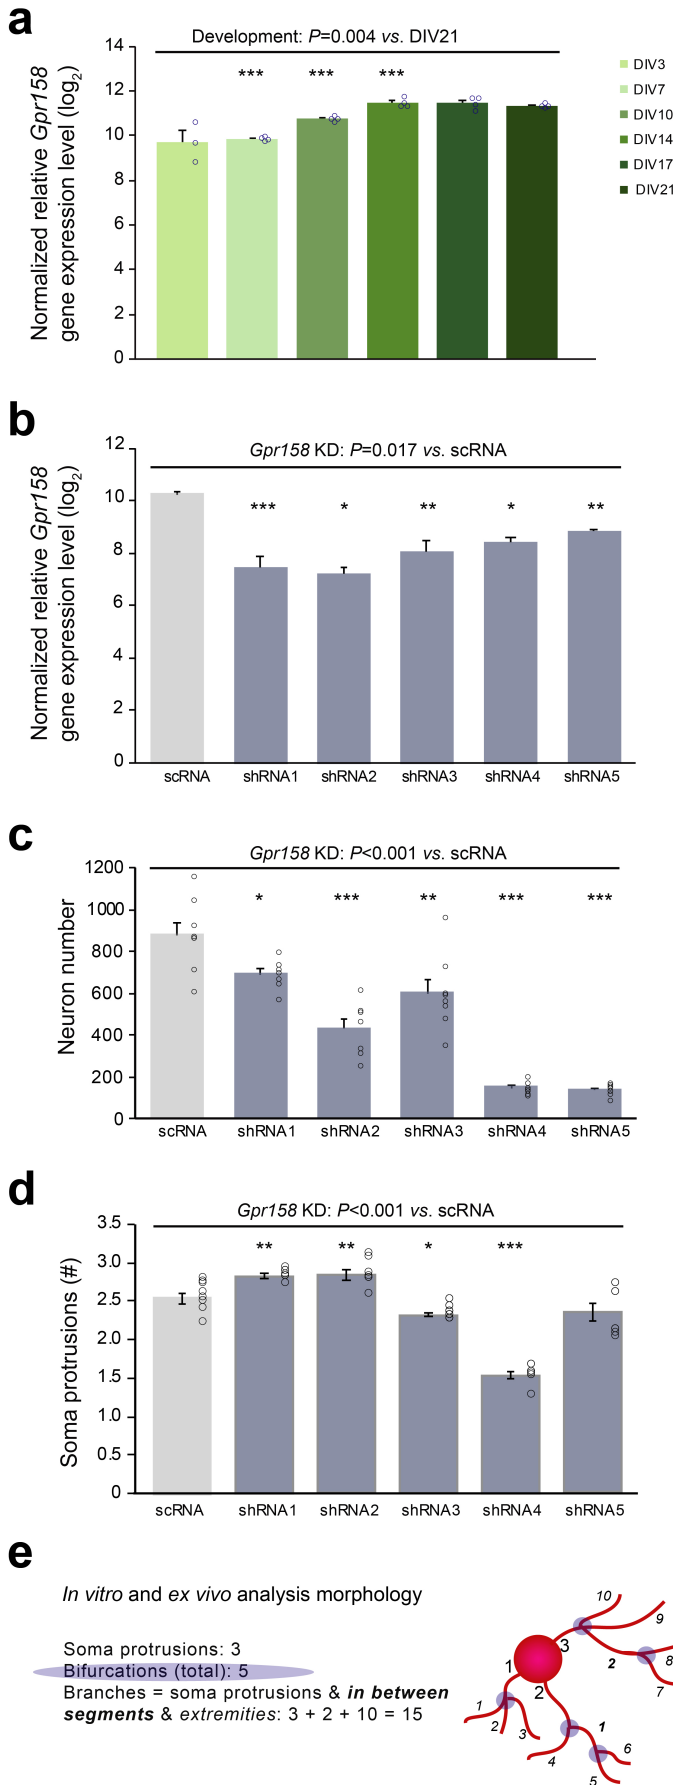 a
Normalized relative Gpr158
gene expression level (log2)
Development: P=0.004 vs. DIV21
*** *** ***
14
12
10
8
6
4
2
0
DIV3
DIV7
DIV10
DIV14
DIV17
DIV21
b
Normalized relative Gpr158
gene expression level (log2)
Gpr158 KD: P=0.017 vs. scRNA
*** * ** * **
12
10
8
6
4
2
0
scRNA shRNA1 shRNA2 shRNA3 shRNA4 shRNA5
c
Neuron number
Gpr158 KD: P<0.001 vs. scRNA
* *** ** *** ***
1200
1000
800
600
400
200
0
scRNA shRNA1 shRNA2 shRNA3 shRNA4 shRNA5
d
Soma protrusions (#)
Gpr158 KD: P<0.001 vs. scRNA
** ** * ***
3.5
3.0
2.5
2.0
1.5
1.0
0.5
0
scRNA shRNA1 shRNA2 shRNA3 shRNA4 shRNA5
e
In vitro and ex vivo analysis morphology
Soma protrusions: 3
Bifurcations (total): 5
Branches = soma protrusions & in between
segments & extremities: 3 + 2 + 10 = 15
10
9
3
2
8
1
7
2
1
2
3
1
4
6
5